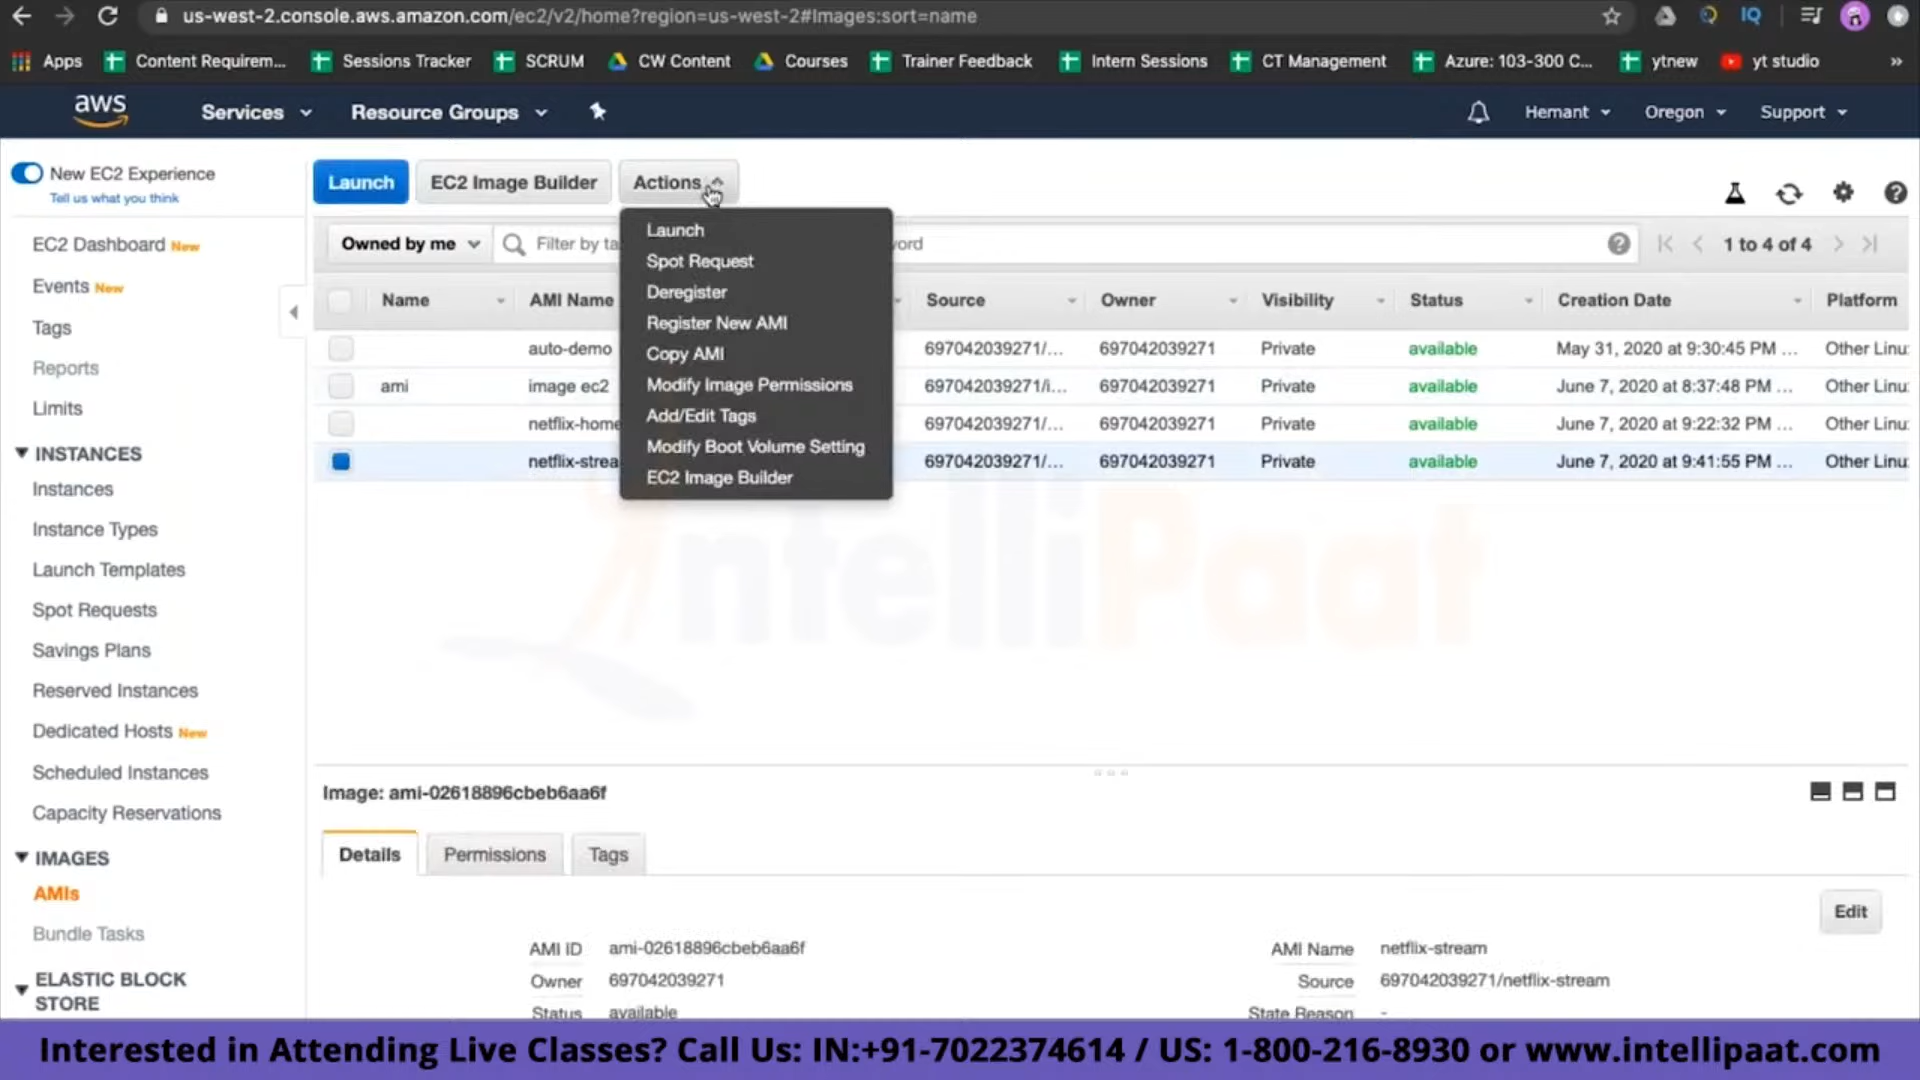 us-west-2.console.aws.amazon.com/ec2/v2/home?region=us-west-2#Images:sort=name
Apps Content Requirem... Sessions Tracker SCRUM CW Content Courses Trainer Feedback Intern Sessions CT Management Azure: 103-300 C... ytnew yt studio »
aws Services Resource Groups Hemant Oregon Support
New EC2 Experience
Tell us what you think
EC2 Dashboard New
Events New
Tags
Reports
Limits
INSTANCES
Instances
Instance Types
Launch Templates
Spot Requests
Savings Plans
Reserved Instances
Dedicated Hosts New
Scheduled Instances
Capacity Reservations
IMAGES
AMIs
Bundle Tasks
ELASTIC BLOCK
STORE
Launch EC2 Image Builder Actions
Launch
Spot Request
Deregister
Register New AMI
Copy AMI
Modify Image Permissions
Add/Edit Tags
Modify Boot Volume Setting
EC2 Image Builder
Owned by me Filter by ta ord 1 to 4 of 4
Name AMI Name Source Owner Visibility Status Creation Date Platform
auto-demo 697042039271/... 697042039271 Private available May 31, 2020 at 9:30:45 PM ... Other Linu
ami image ec2 697042039271/i... 697042039271 Private available June 7, 2020 at 8:37:48 PM ... Other Linu
netflix-home 697042039271/... 697042039271 Private available June 7, 2020 at 9:22:32 PM ... Other Linu
netflix-strea 697042039271/... 697042039271 Private available June 7, 2020 at 9:41:55 PM ... Other Linu
intelliPaat
Image: ami-02618896cbeb6aa6f
Details Permissions Tags
Edit
AMI ID ami-02618896cbeb6aa6f AMI Name netflix-stream
Owner 697042039271 Source 697042039271/netflix-stream
Status available State Reason -
Interested in Attending Live Classes? Call Us: IN:+91-7022374614 / US: 1-800-216-8930 or www.intellipaat.com